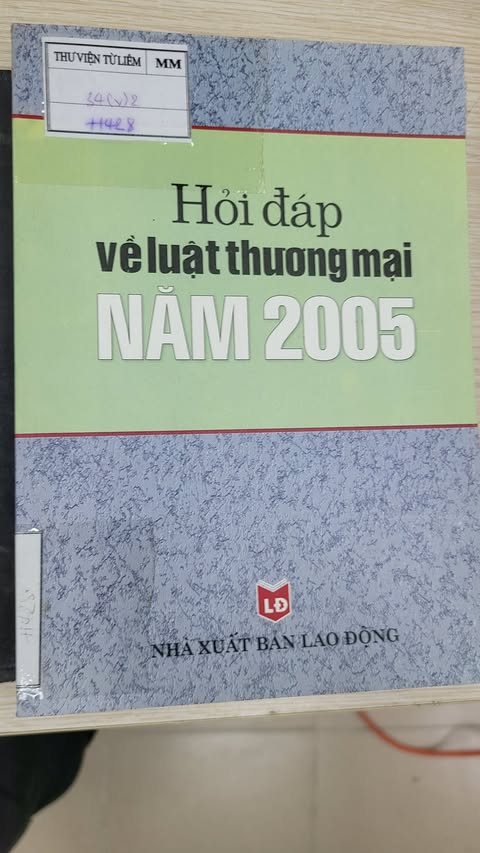 THƯ VIỆN TỪ LIÊM MM
34(V)2
H428
Hỏi đáp
về luật thương mại
NĂM 2005
H428
LĐ
NHÀ XUẤT BẢN LAO ĐỘNG